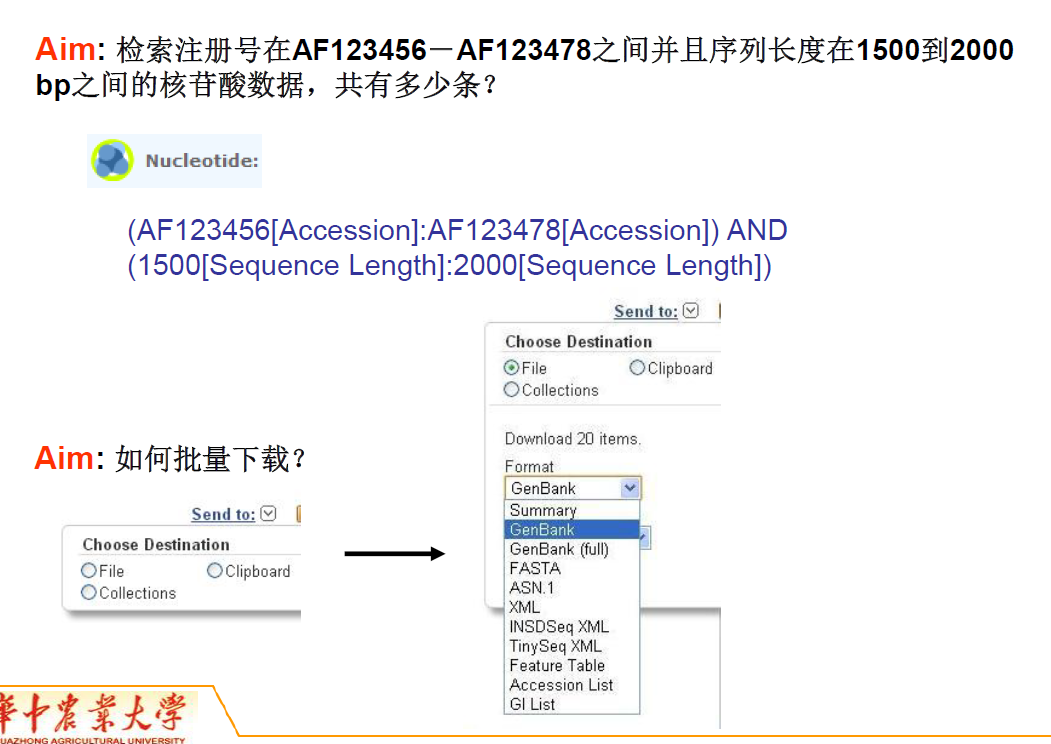 Aim: 检索注册号在AF123456－AF123478之间并且序列长度在1500到2000
bp之间的核苷酸数据，共有多少条？
Nucleotide:
(AF123456[Accession]:AF123478[Accession]) AND
(1500[Sequence Length]:2000[Sequence Length])
Aim: 如何批量下载？
Send to:
Choose Destination
File Clipboard
Collections
Send to:
Choose Destination
File Clipboard
Collections
Download 20 items.
Format
GenBank
Summary
GenBank
GenBank (full)
FASTA
ASN.1
XML
INSDSeq XML
TinySeq XML
Feature Table
Accession List
GI List
華中农業大学
UAZHONG AGRICULTURAL UNIVERSITY